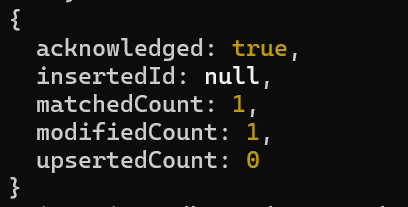 {
  acknowledged: true,
  insertedId: null,
  matchedCount: 1,
  modifiedCount: 1,
  upsertedCount: 0
}